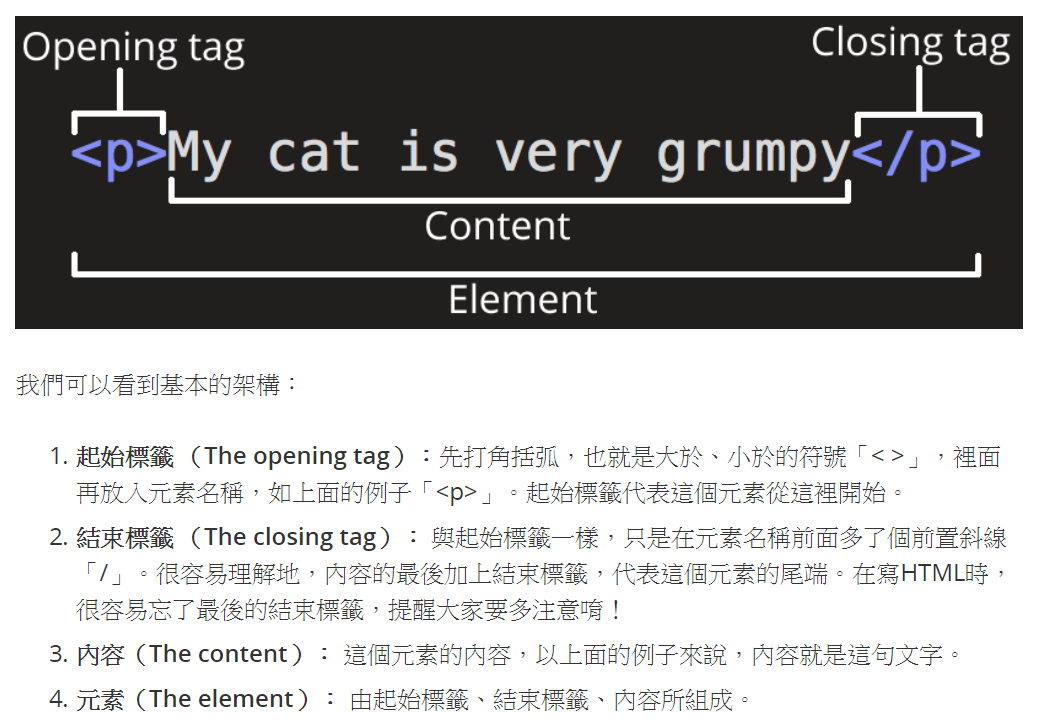 Opening tag
Closing tag
<p>My cat is very grumpy</p>
Content
Element
我們可以看到基本的架構：
1. 起始標籤 （The opening tag）：先打角括弧，也就是大於、小於的符號「< >」，裡面
再放入元素名稱，如上面的例子「<p>」。起始標籤代表這個元素從這裡開始。
2. 結束標籤 （The closing tag）： 與起始標籤一樣，只是在元素名稱前面多了個前置斜線
「/」。很容易理解地，內容的最後加上結束標籤，代表這個元素的尾端。在寫HTML時，
很容易忘了最後的結束標籤，提醒大家要多注意唷！
3. 內容（The content）： 這個元素的內容，以上面的例子來說，內容就是這句文字。
4. 元素（The element）： 由起始標籤、結束標籤、內容所組成。